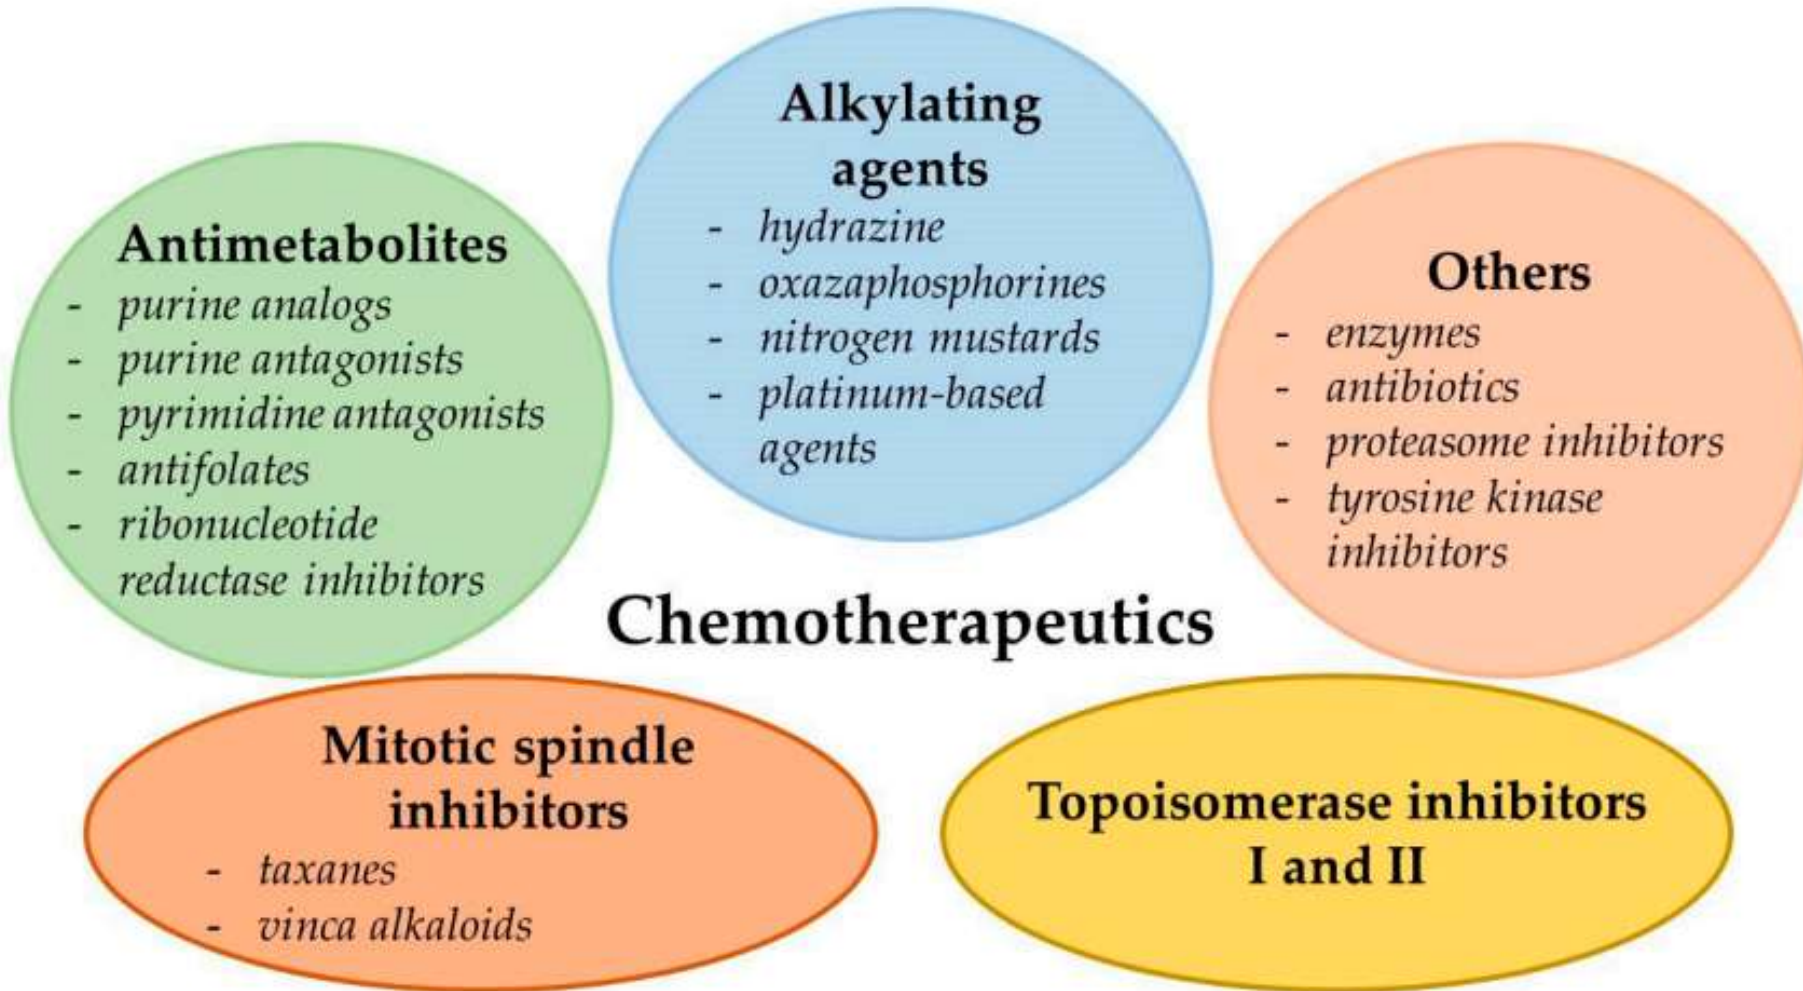 Alkylating
agents
- hydrazine
- oxazaphosphorines
- nitrogen mustards
- platinum-based
agents
Antimetabolites
- purine analogs
- purine antagonists
- pyrimidine antagonists
- antifolates
- ribonucleotide
reductase inhibitors
Others
- enzymes
- antibiotics
- proteasome inhibitors
- tyrosine kinase
inhibitors
Chemotherapeutics
Mitotic spindle
inhibitors
- taxanes
- vinca alkaloids
Topoisomerase inhibitors
I and II